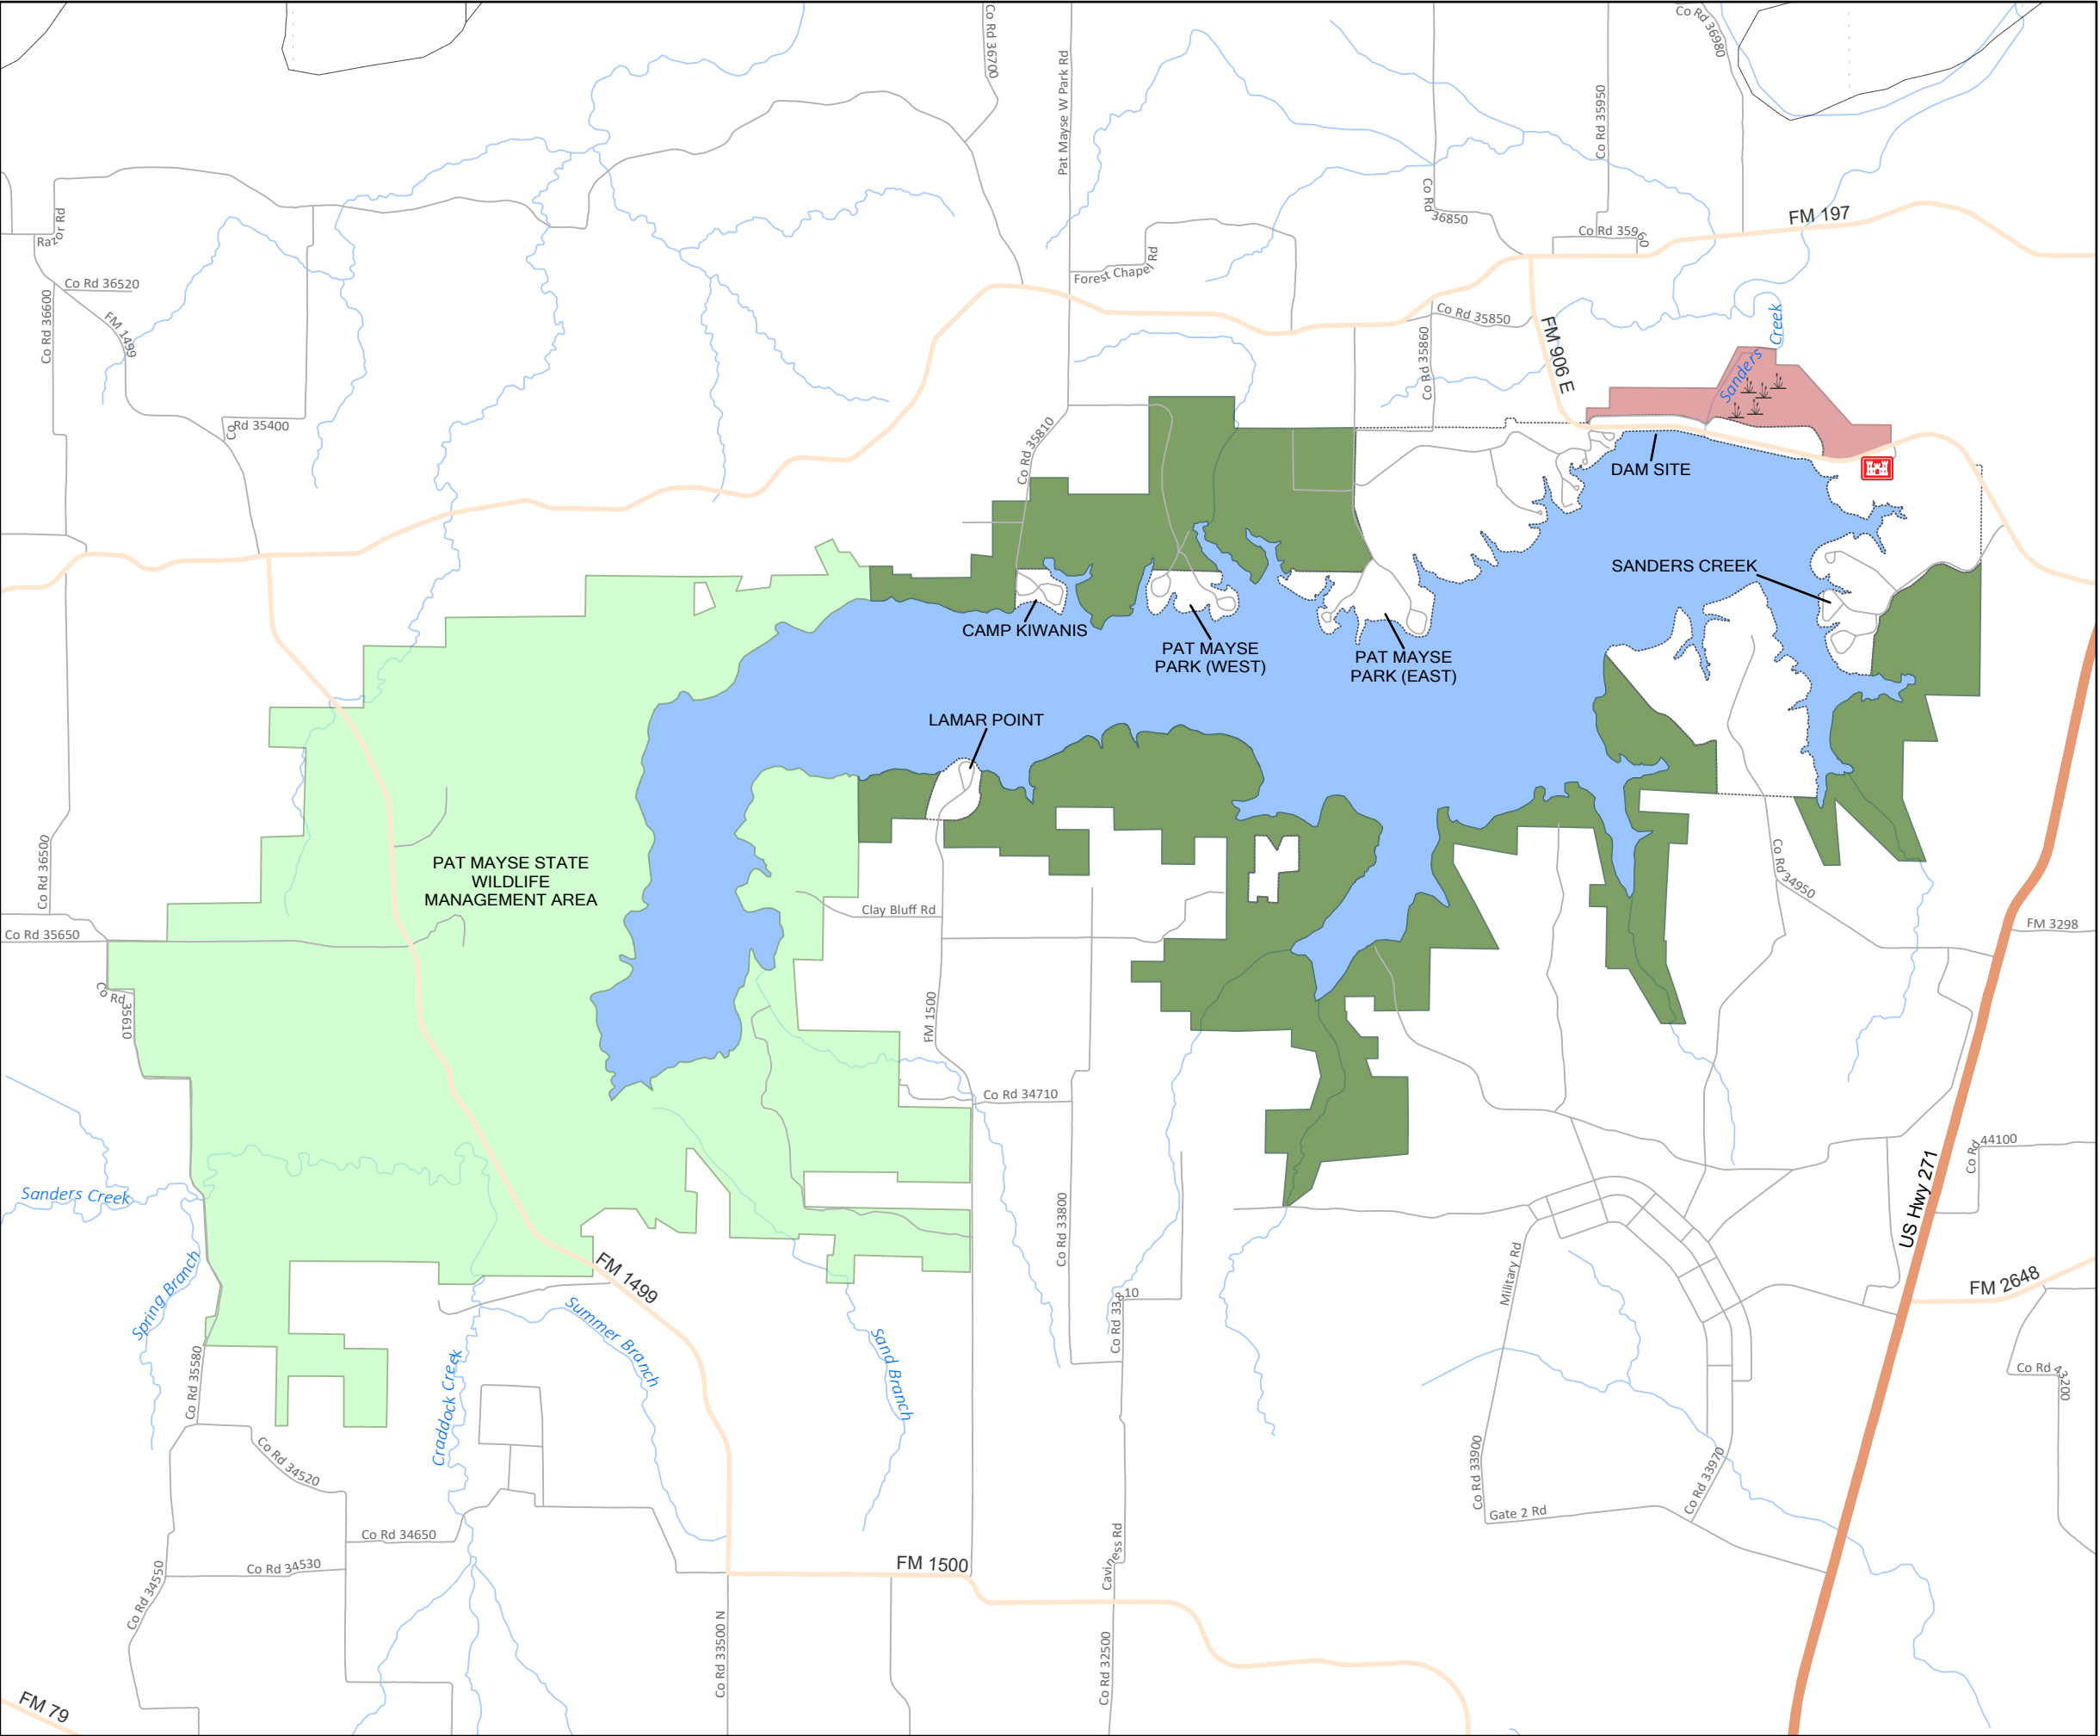 Co Rd 36700
Pat Mayse W Park Rd
Co Rd 36980
Co Rd 35950
Co Rd 36850
FM 197
Co Rd 35960
Razor Rd
Forest Chapel Rd
Co Rd 36520
Co Rd 36600
FM 1499
Co Rd 35850
Co Rd 35860
FM 906 E
Sanders Creek
Co Rd 35400
Co Rd 35810
DAM SITE
SANDERS CREEK
CAMP KIWANIS
PAT MAYSE
PARK (WEST)
PAT MAYSE
PARK (EAST)
LAMAR POINT
PAT MAYSE STATE
WILDLIFE
MANAGEMENT AREA
Co Rd 36500
Clay Bluff Rd
Co Rd 34950
FM 3298
Co Rd 35650
Co Rd 35610
FM 1500
Co Rd 34710
Co Rd 44100
Sanders Creek
Co Rd 33800
US Hwy 271
Spring Branch
FM 1499
Military Rd
FM 2648
Co Rd 33810
Summer Branch
Sand Branch
Craddock Creek
Co Rd 35580
Co Rd 43200
Co Rd 34520
Co Rd 33900
Co Rd 33970
Gate 2 Rd
Co Rd 34650
Co Rd 34530
Co Rd 34550
FM 1500
Caviness Rd
Co Rd 33500 N
Co Rd 32500
FM 79